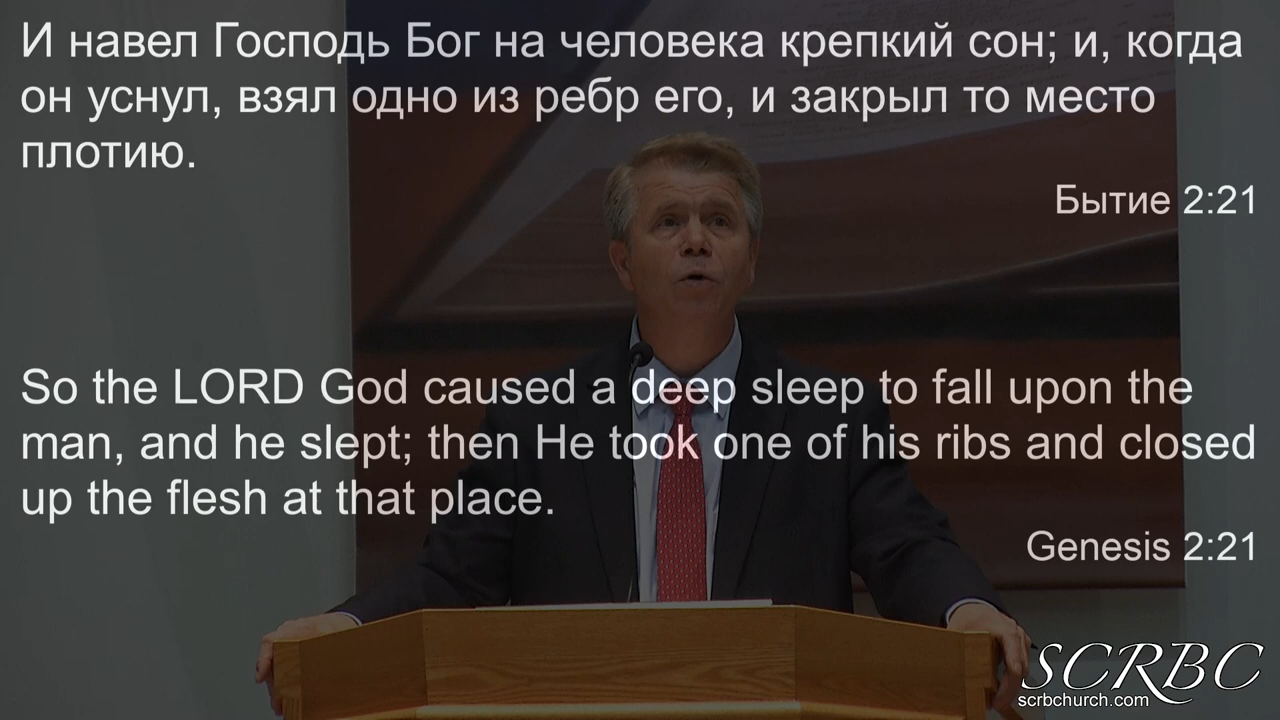 И навел Господь Бог на человека крепкий сон; и, когда
он уснул, взял одно из ребр его, и закрыл то место
плотию.
Бытие 2:21
So the LORD God caused a deep sleep to fall upon the
man, and he slept; then He took one of his ribs and closed
up the flesh at that place.
Genesis 2:21
SCRBC
scrbchurch.com